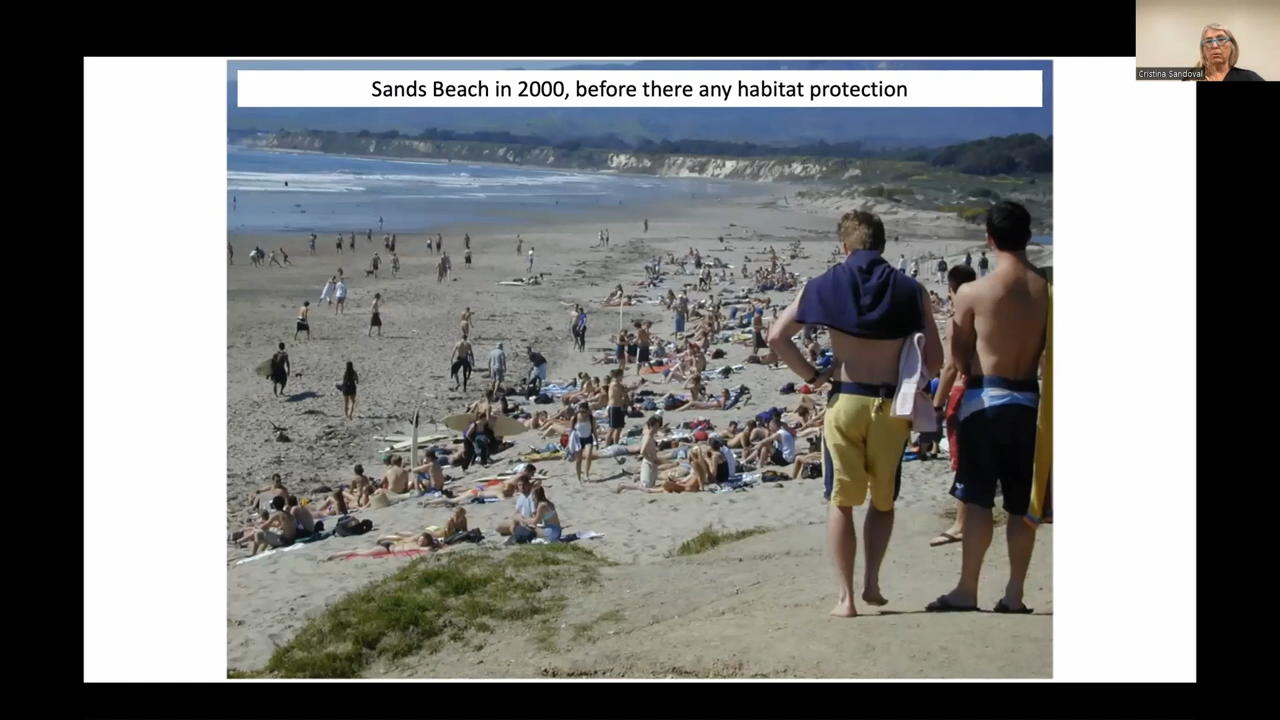 Sands Beach in 2000, before there any habitat protection
Cristina Sandoval